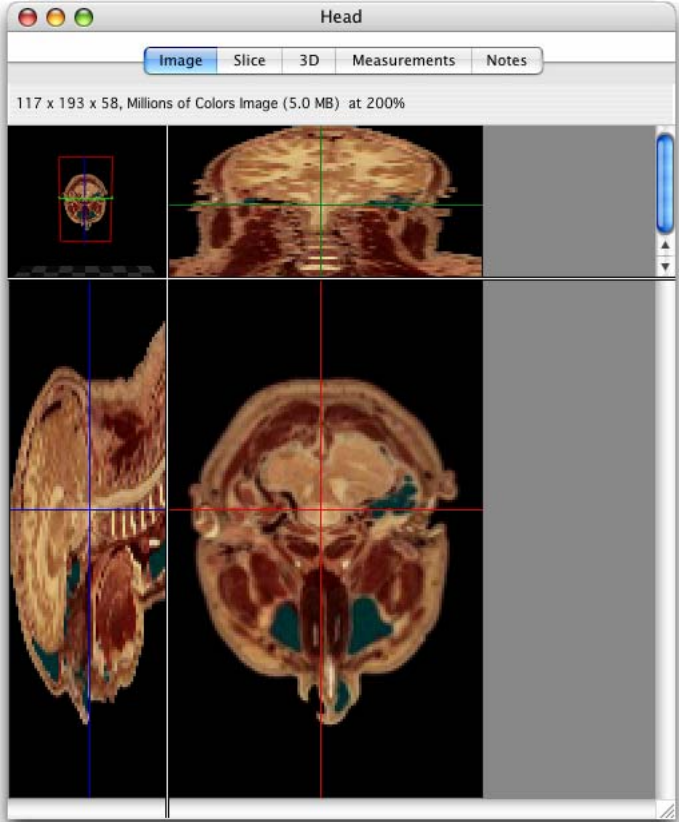 Head
Image Slice 3D Measurements Notes
117 x 193 x 58, Millions of Colors Image (5.0 MB) at 200%